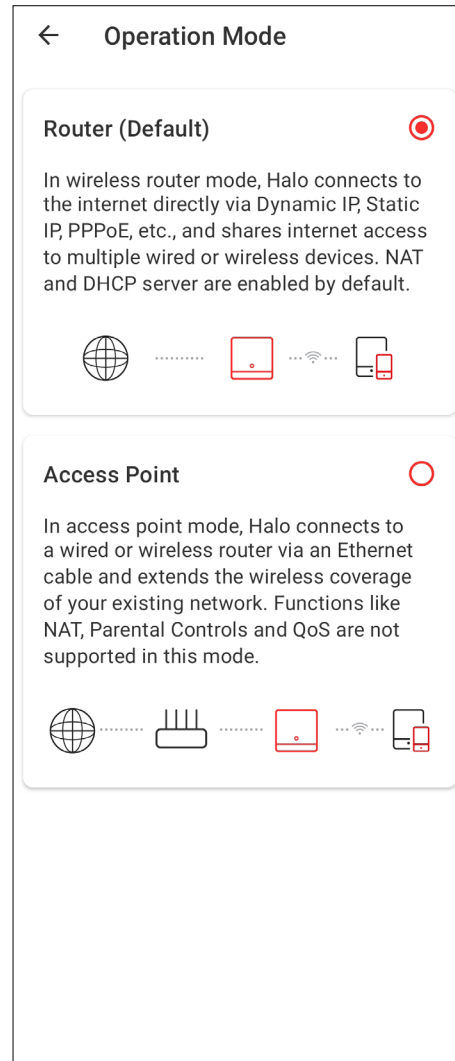 Operation Mode
Router (Default)
In wireless router mode, Halo connects to
the internet directly via Dynamic IP, Static
IP, PPPoE, etc., and shares internet access
to multiple wired or wireless devices. NAT
and DHCP server are enabled by default.
Access Point
In access point mode, Halo connects to
a wired or wireless router via an Ethernet
cable and extends the wireless coverage
of your existing network. Functions like
NAT, Parental Controls and QoS are not
supported in this mode.